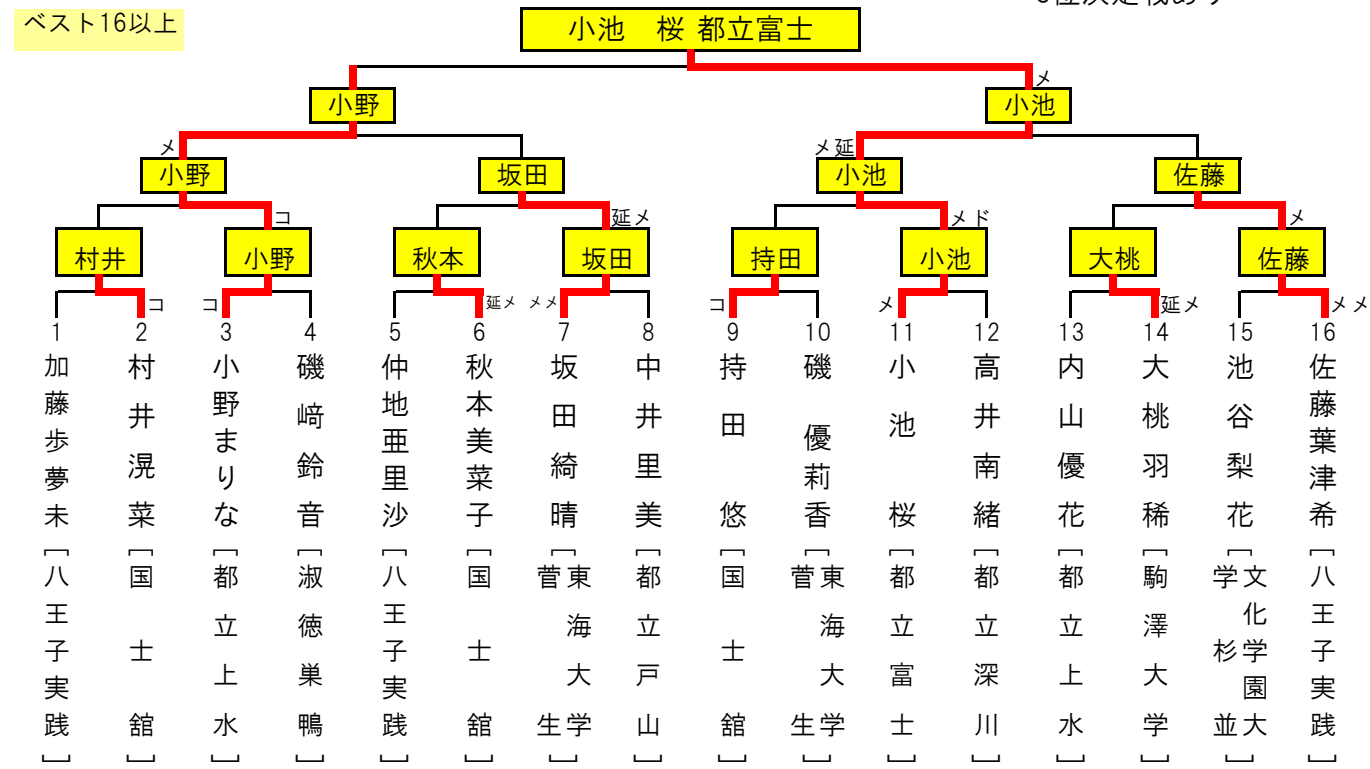 ベスト16以上
小池 桜 都立富士
メ
小野
小池
メ
メ延
小野
坂田
小池
佐藤
コ
延メ
メド
メ
村井
小野
秋本
坂田
持田
小池
大桃
佐藤
コ
コ
延メ
メメ
コ
メ
延メ
メメ
1
2
3
4
5
6
7
8
9
10
11
12
13
14
15
16
加藤歩夢未[八王子実践]
村井滉菜[国士舘]
小野まりな[都立上水]
磯﨑鈴音[淑徳巣鴨]
仲地亜里沙[八王子実践]
秋本美菜子[国士舘]
坂田綺晴[東海大学菅生]
中井里美[都立戸山]
持田悠[国士舘]
磯 優莉香[東海大学菅生]
小池桜[都立富士]
高井南緒[都立深川]
内山優花[都立上水]
大桃羽稀[駒澤大学]
池谷梨花[文化学園大学杉並]
佐藤葉津希[八王子実践]